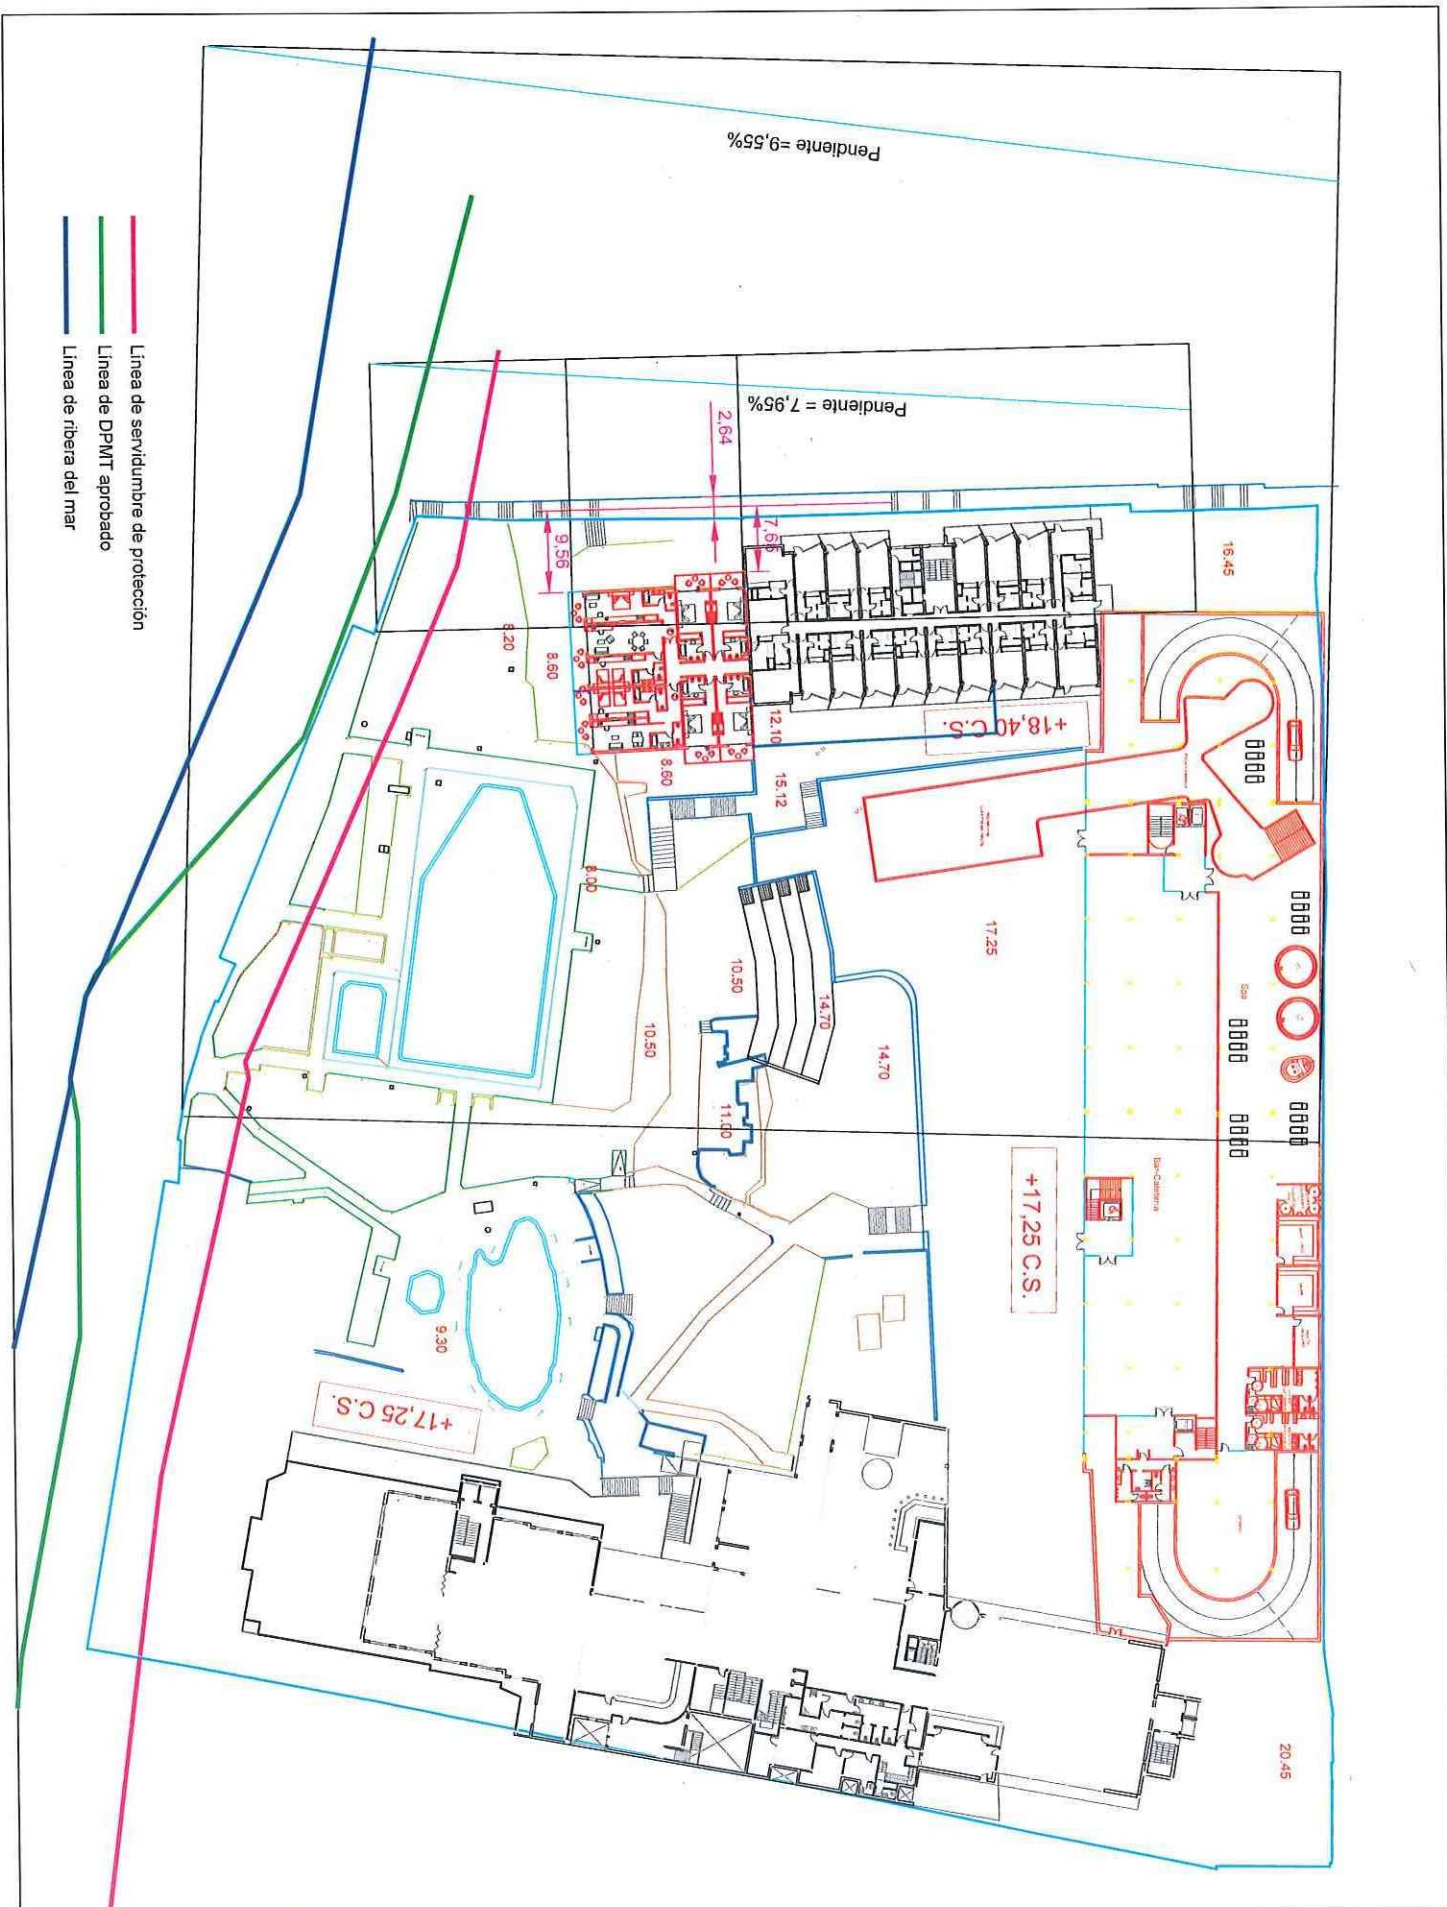 Pendiente =9,55%
Pendiente = 7,95%
2,64
7,65
9,56
16.45
8.20
8.60
12.10
+18,40 C.S.
8.60
15.12
8.00
17.25
10.50
14.70
Spa
10.50
14.70
11.00
+17,25 C.S.
Bar-Cafetería
9.30
+17,25 C.S.
20.45
Línea de servidumbre de protección
Línea de DPMT aprobado
Línea de ribera del mar